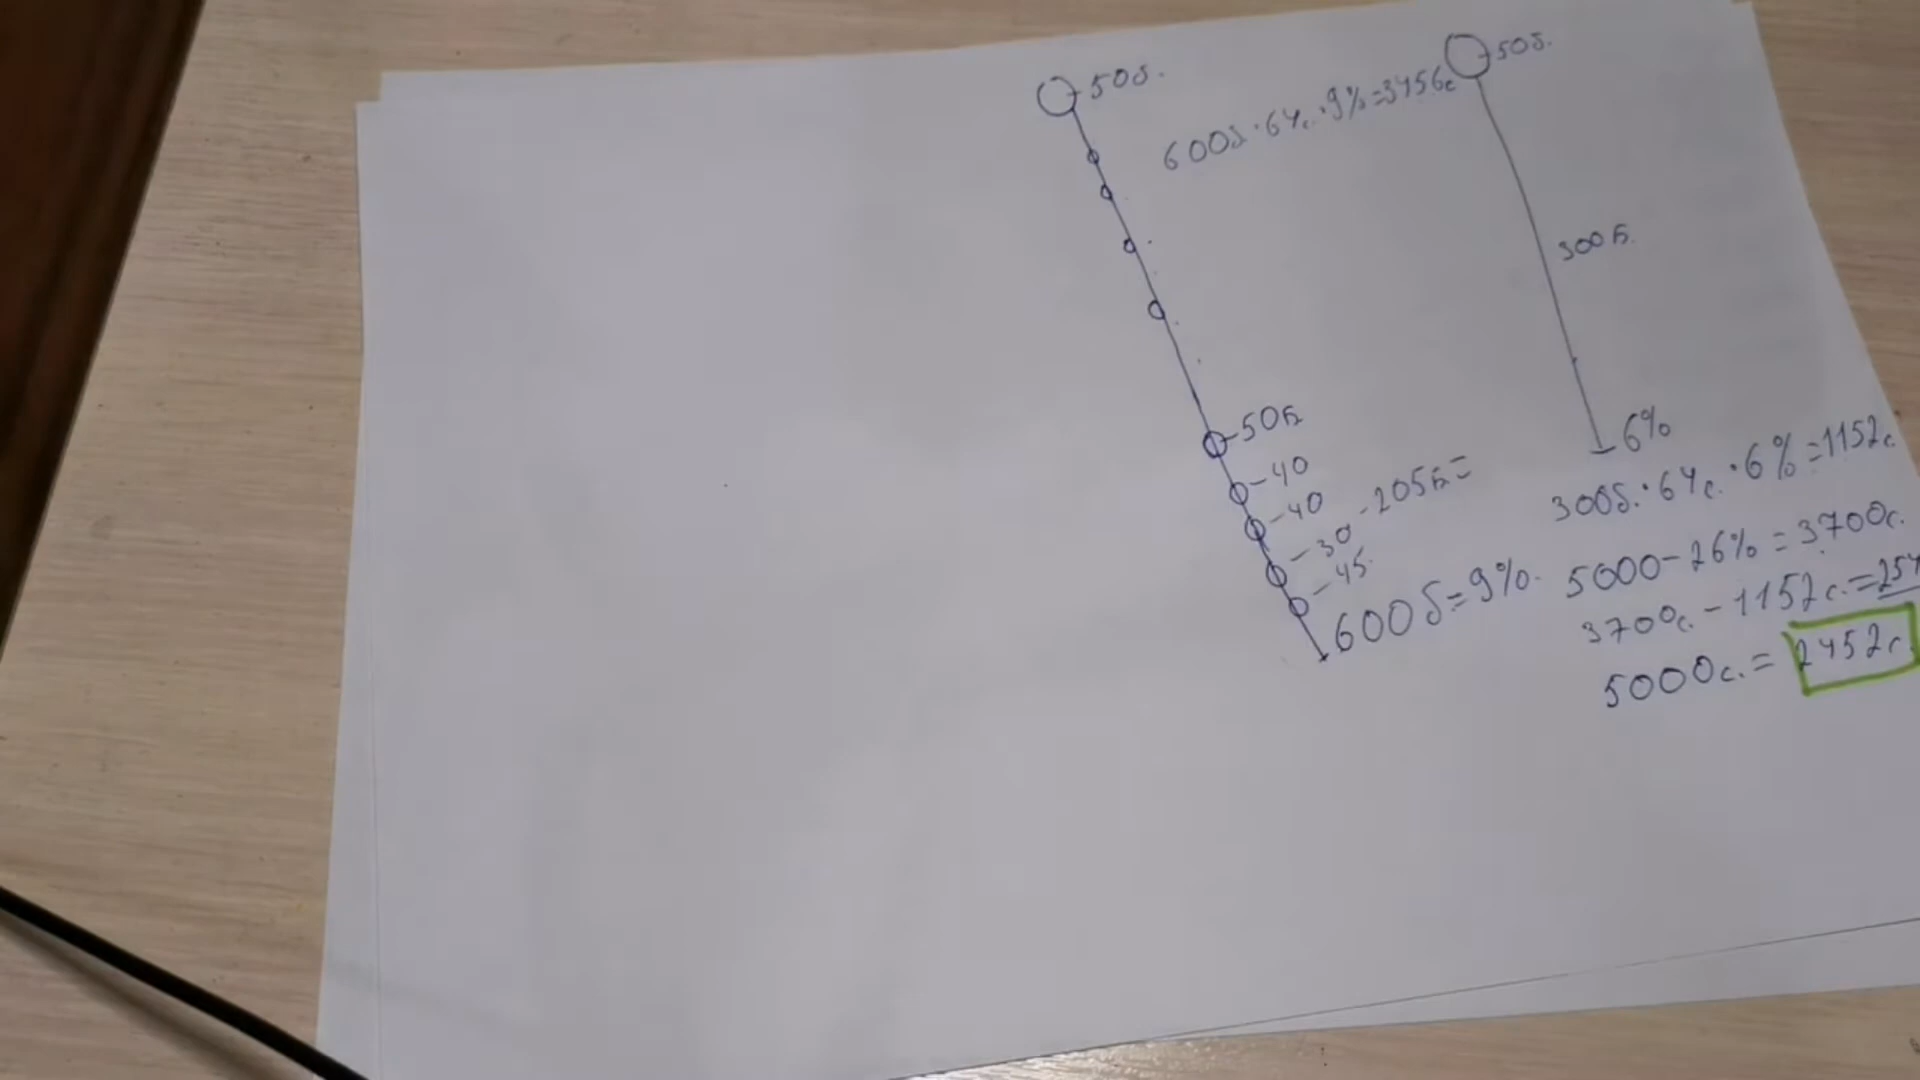 50б.
600б·64с.·9%=3456с
50б.
300Б.
50Б
-40
-40
-30 -205Б=
-45.
600б=9%.
6%
300б.·64с.·6%=1152с
5000-26%=3700с.
3700с.-1152с.=254
5000с.=2452с.